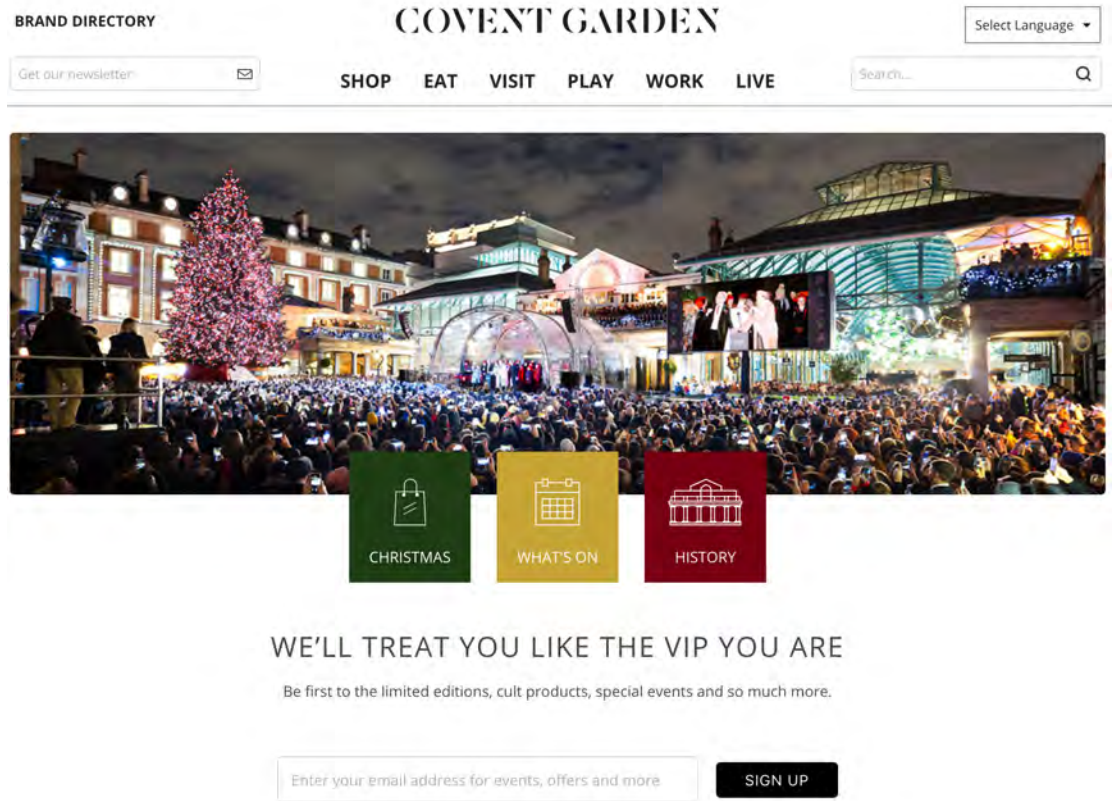 BRAND DIRECTORY
COVENT GARDEN
Select Language
Get our newsletter
SHOP EAT VISIT PLAY WORK LIVE
Search...
CHRISTMAS
WHAT'S ON
HISTORY
WE'LL TREAT YOU LIKE THE VIP YOU ARE
Be first to the limited editions, cult products, special events and so much more.
Enter your email address for events, offers and more
SIGN UP